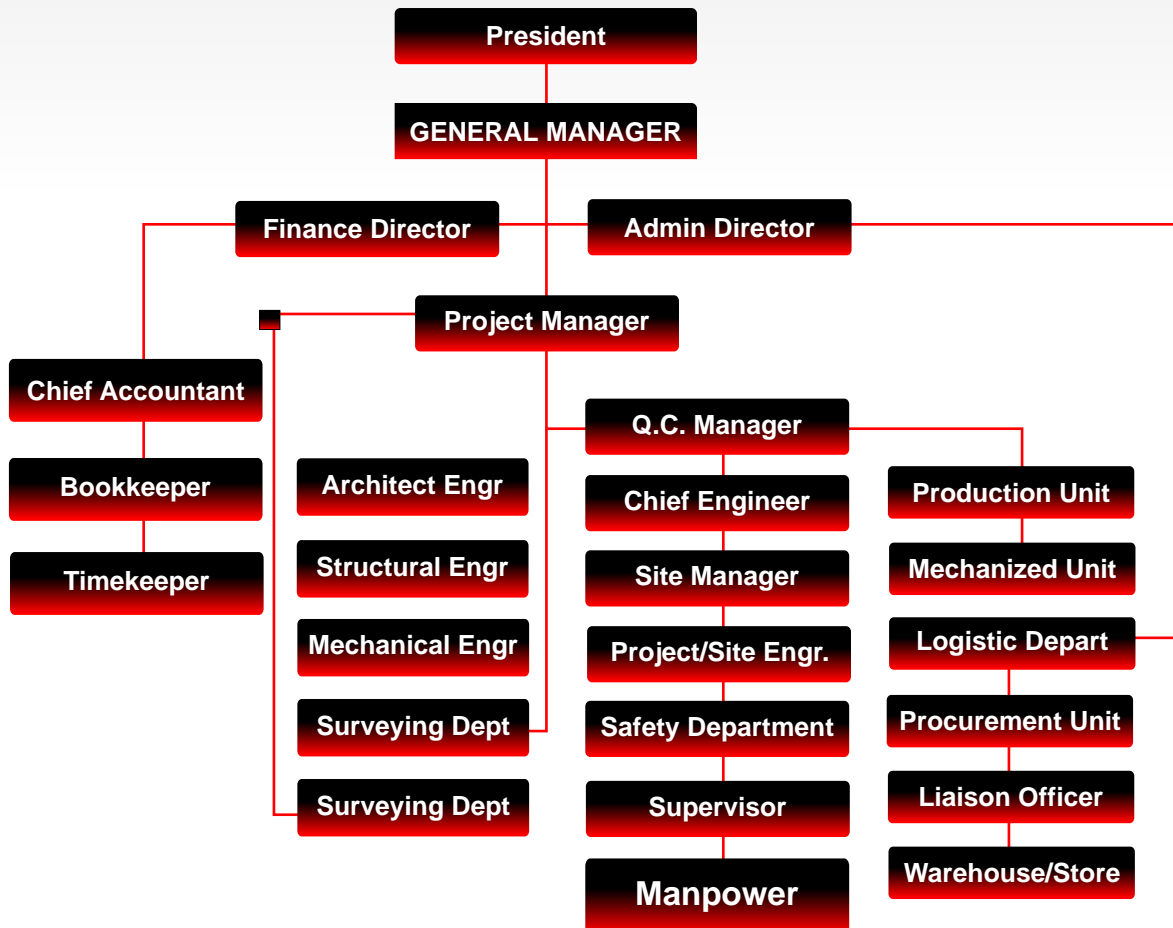 President
GENERAL MANAGER
Finance Director
Admin Director
Project Manager
Chief Accountant
Bookkeeper
Timekeeper
Architect Engr
Structural Engr
Mechanical Engr
Surveying Dept
Surveying Dept
Q.C. Manager
Chief Engineer
Site Manager
Project/Site Engr.
Safety Department
Supervisor
Manpower
Production Unit
Mechanized Unit
Logistic Depart
Procurement Unit
Liaison Officer
Warehouse/Store